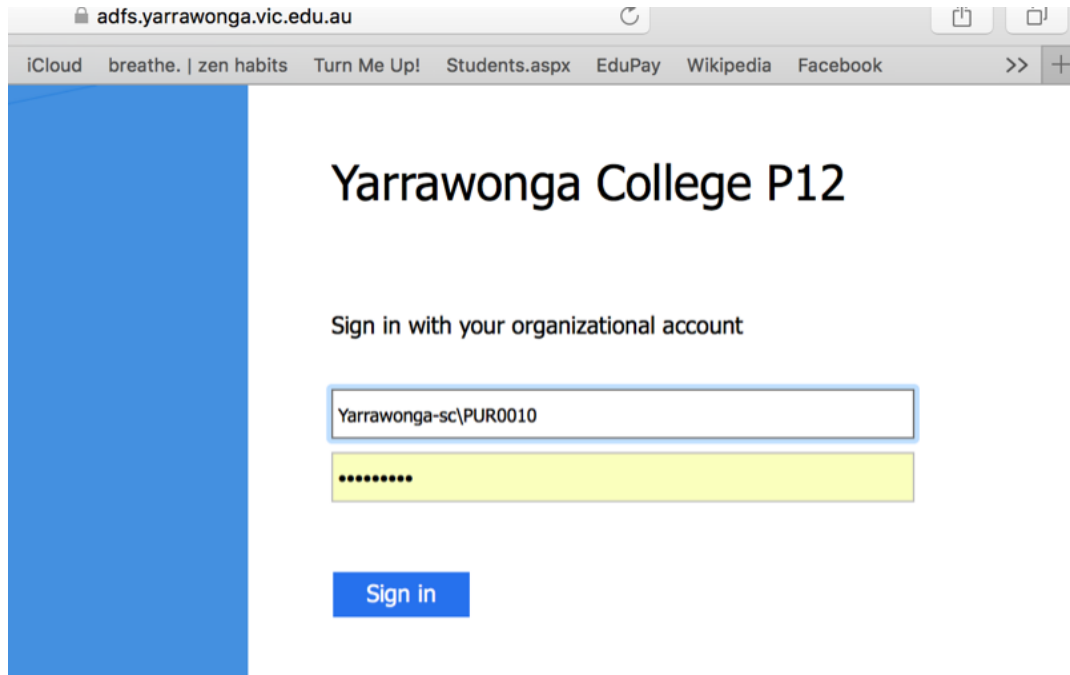 adfs.yarrawonga.vic.edu.au
iCloud breathe. | zen habits Turn Me Up! Students.aspx EduPay Wikipedia Facebook >> +
Yarrawonga College P12
Sign in with your organizational account
Yarrawonga-sc\PUR0010
•••••••••
Sign in